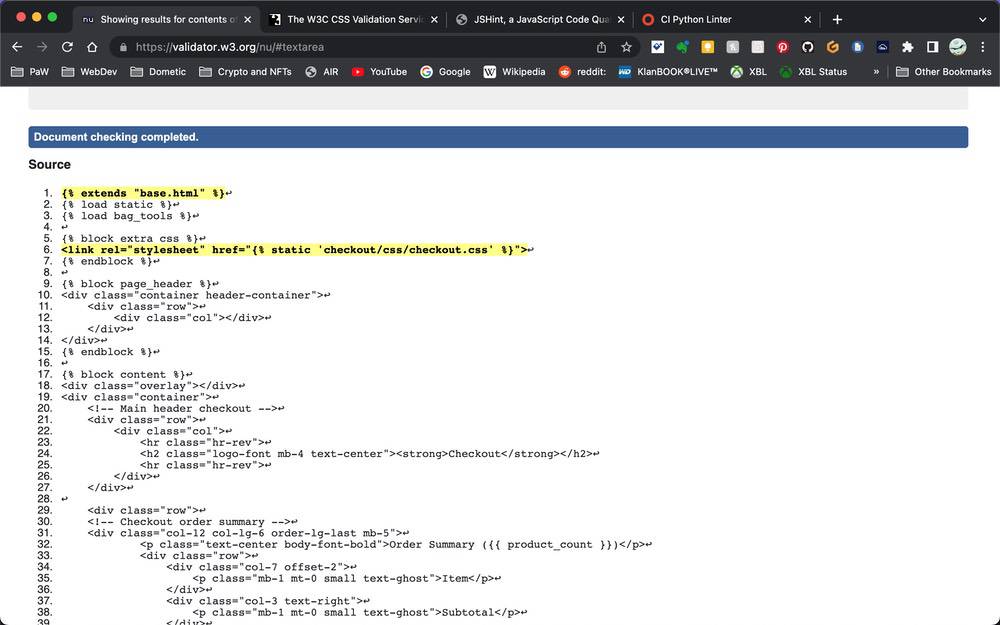 nu Showing results for contents of
The W3C CSS Validation Servic
JSHint, a JavaScript Code Qua
CI Python Linter
https://validator.w3.org/nu/#textarea
PaW WebDev Dometic Crypto and NFTs AIR YouTube Google W Wikipedia reddit: KlanBOOK®LIVE™ XBL XBL Status » Other Bookmarks
Document checking completed.
Source
1. {% extends "base.html" %}↩
2. {% load static %}↩
3. {% load bag_tools %}↩
4. ↩
5. {% block extra css %}↩
6. <link rel="stylesheet" href="{% static 'checkout/css/checkout.css' %}">↩
7. {% endblock %}↩
8. ↩
9. {% block page_header %}↩
10. <div class="container header-container">↩
11. <div class="row">↩
12. <div class="col"></div>↩
13. </div>↩
14. </div>↩
15. {% endblock %}↩
16. ↩
17. {% block content %}↩
18. <div class="overlay"></div>↩
19. <div class="container">↩
20. <!-- Main header checkout -->↩
21. <div class="row">↩
22. <div class="col">↩
23. <hr class="hr-rev">↩
24. <h2 class="logo-font mb-4 text-center"><strong>Checkout</strong></h2>↩
25. <hr class="hr-rev">↩
26. </div>↩
27. </div>↩
28. ↩
29. <div class="row">↩
30. <!-- Checkout order summary -->↩
31. <div class="col-12 col-lg-6 order-lg-last mb-5">↩
32. <p class="text-center body-font-bold">Order Summary ({{ product_count }})</p>↩
33. <div class="row">↩
34. <div class="col-7 offset-2">↩
35. <p class="mb-1 mt-0 small text-ghost">Item</p>↩
36. </div>↩
37. <div class="col-3 text-right">↩
38. <p class="mb-1 mt-0 small text-ghost">Subtotal</p>↩
39. </div>↩